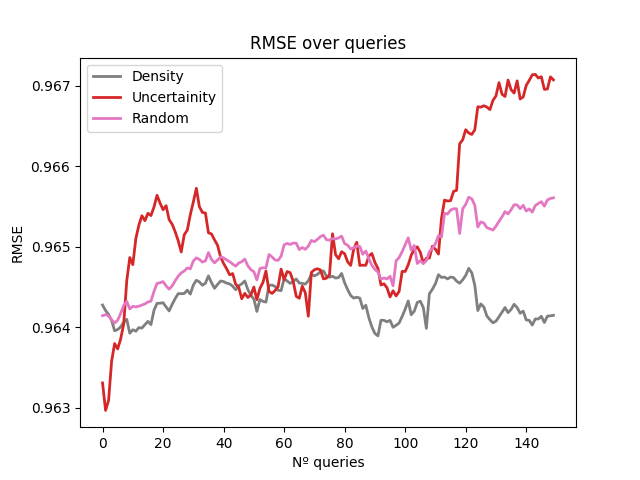 RMSE over queries
Density
Uncertainity
Random
0.967
0.966
0.965
0.964
0.963
RMSE
0 20 40 60 80 100 120 140
Nº queries